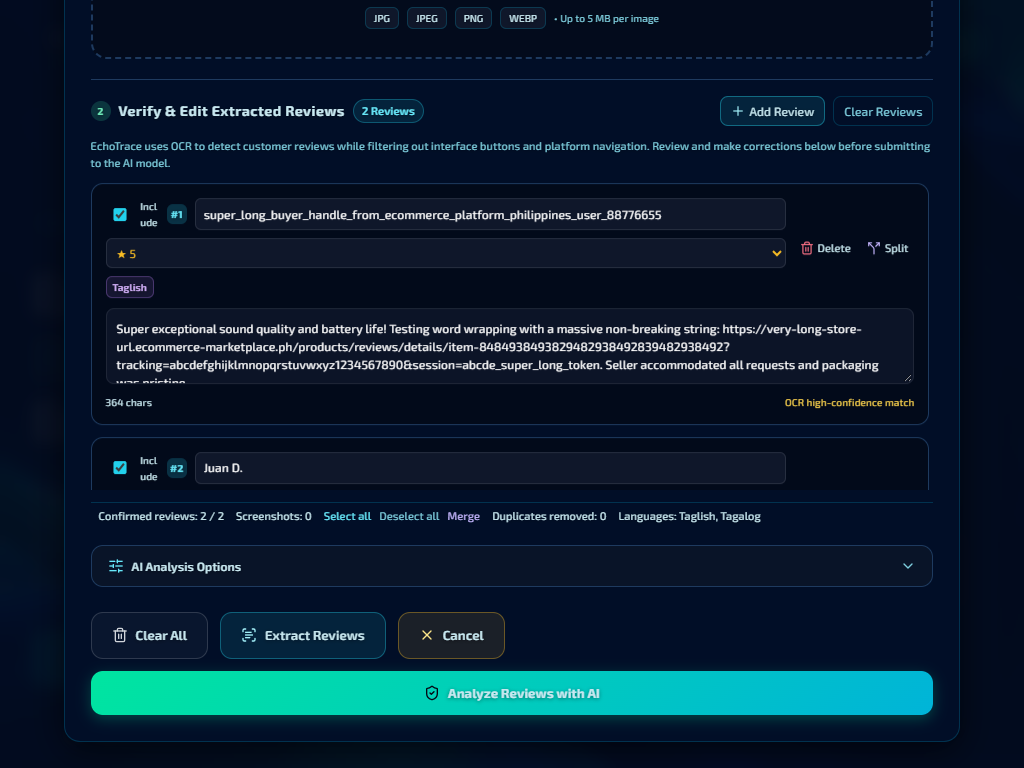 JPG JPEG PNG WEBP • Up to 5 MB per image
2 Verify & Edit Extracted Reviews 2 Reviews + Add Review Clear Reviews
EchoTrace uses OCR to detect customer reviews while filtering out interface buttons and platform navigation. Review and make corrections below before submitting
to the AI model.
Incl
ude
#1 super_long_buyer_handle_from_ecommerce_platform_philippines_user_88776655
★ 5 Delete Split
Taglish
Super exceptional sound quality and battery life! Testing word wrapping with a massive non-breaking string: https://very-long-store-
url.ecommerce-marketplace.ph/products/reviews/details/item-848493849382948293849283948293​8492?
tracking=abcdefghijklmnopqrstuvwxyz1234567890&session=abcde_super_long_token. Seller accommodated all requests and packaging
was pristine
364 chars OCR high-confidence match
Incl
ude
#2 Juan D.
Confirmed reviews: 2 / 2 Screenshots: 0 Select all Deselect all Merge Duplicates removed: 0 Languages: Taglish, Tagalog
AI Analysis Options
Clear All Extract Reviews Cancel
Analyze Reviews with AI